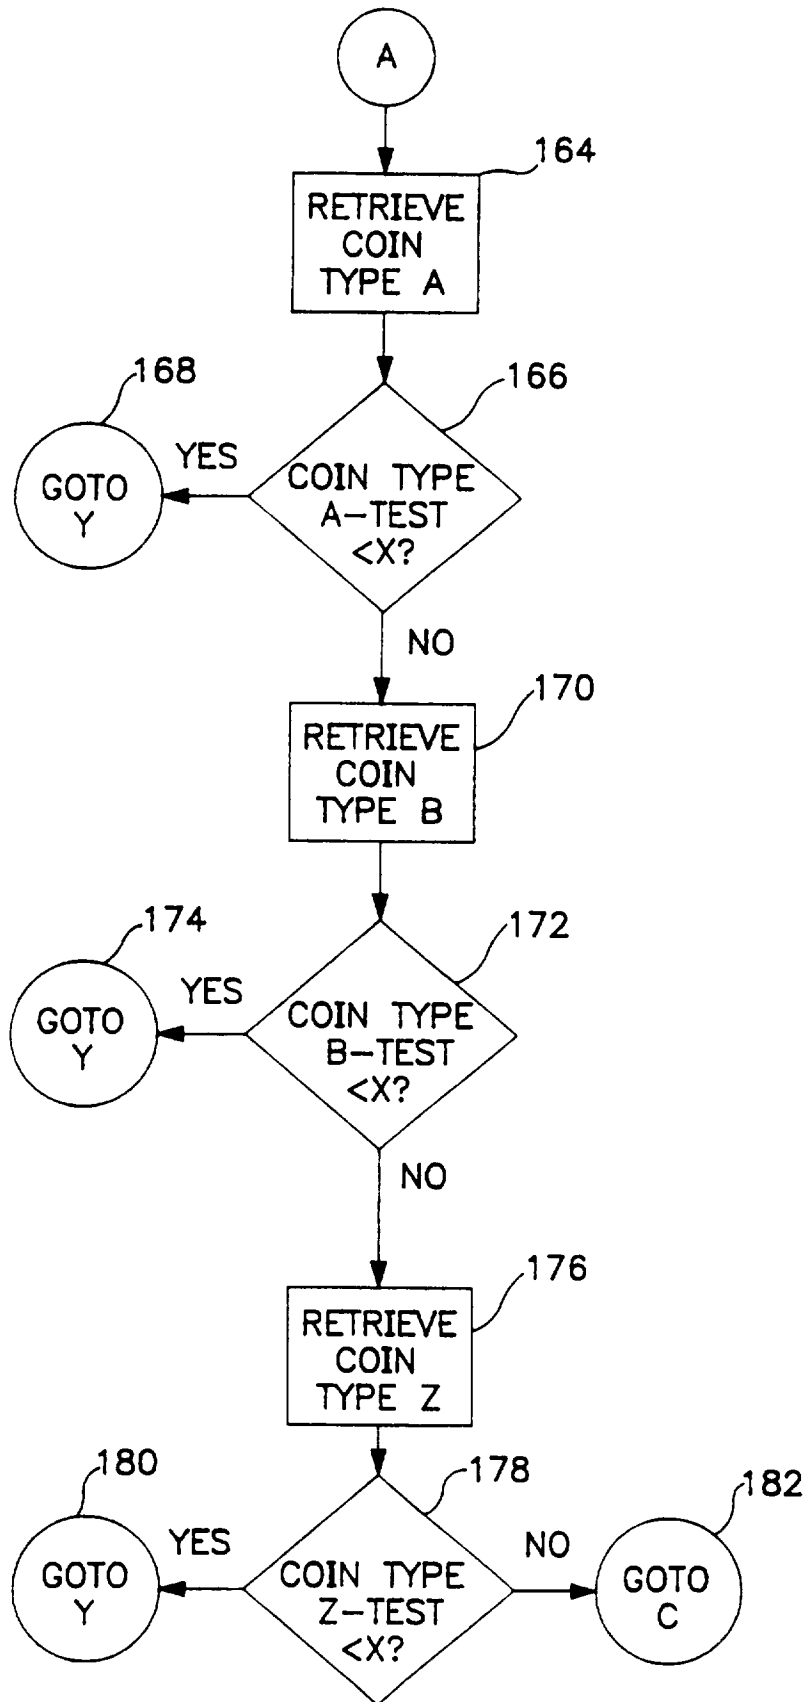 A
164
RETRIEVE
COIN
TYPE A
168
166
YES
GOTO
Y
COIN TYPE
A-TEST
<X?
NO
170
RETRIEVE
COIN
TYPE B
174
172
YES
GOTO
Y
COIN TYPE
B-TEST
<X?
NO
176
RETRIEVE
COIN
TYPE Z
180
178
182
YES
NO
GOTO
Y
COIN TYPE
Z-TEST
<X?
GOTO
C